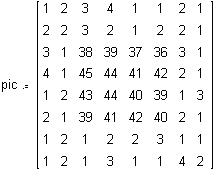 1 2 3 4 1 1 2 1
2 2 3 2 1 2 2 1
3 1 38 39 37 36 3 1
4 1 45 44 41 42 2 1
pic :=
1 2 43 44 40 39 1 3
2 1 39 41 42 40 2 1
1 2 1 2 2 3 1 1
1 2 1 3 1 1 4 2